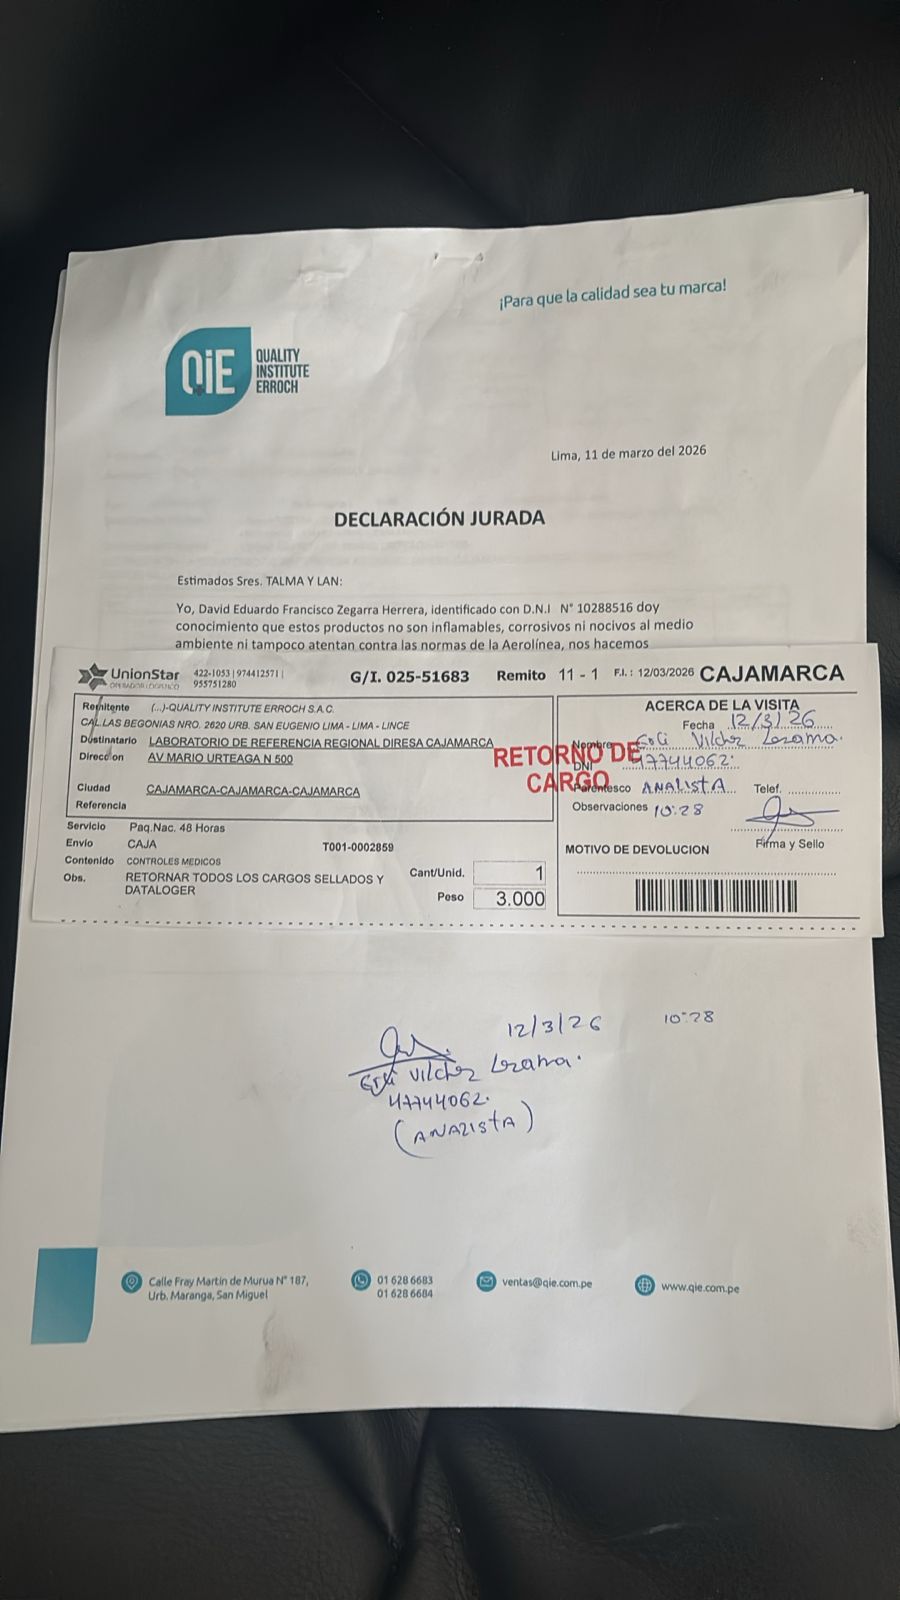 ¡Para que la calidad sea tu marca!
QiE QUALITY
INSTITUTE
ERROCH
Lima, 11 de marzo del 2026
DECLARACIÓN JURADA
Estimados Sres. TALMA Y LAN:
Yo, David Eduardo Francisco Zegarra Herrera, identificado con D.N.I N° 10288516 doy
conocimiento que estos productos no son inflamables, corrosivos ni nocivos al medio
ambiente ni tampoco atentan contra las normas de la Aerolínea, nos hacemos
UnionStar
OPERADOR LOGISTICO
422-1053 | 974412571 |
955751280
G/I. 025-51683
Remito 11 - 1
F.I.: 12/03/2026
CAJAMARCA
Remitente (...)-QUALITY INSTITUTE ERROCH S.A.C.
CAL.LAS BEGONIAS NRO. 2620 URB. SAN EUGENIO LIMA - LIMA - LINCE
Destinatario LABORATORIO DE REFERENCIA REGIONAL DIRESA CAJAMARCA
Direccion AV MARIO URTEAGA N 500
Ciudad CAJAMARCA-CAJAMARCA-CAJAMARCA
Referencia
RETORNO DE
CARGO
Servicio Paq.Nac. 48 Horas
Envio CAJA T001-0002859
Contenido CONTROLES MEDICOS
Obs. RETORNAR TODOS LOS CARGOS SELLADOS Y
DATALOGER
Cant/Unid. 1
Peso 3.000
ACERCA DE LA VISITA
Fecha 12/3/26
Nombre Vilchez Lezama.
DNI 47744062.
Parentesco ANALISTA Telef.
Observaciones 10:28
Firma y Sello
MOTIVO DE DEVOLUCION
12/3/26 10:28
Vilchez Lezama.
47744062.
(ANALISTA)
Calle Fray Martin de Murua N° 187,
Urb. Maranga, San Miguel
01 628 6683
01 628 6684
ventas@qie.com.pe
www.qie.com.pe